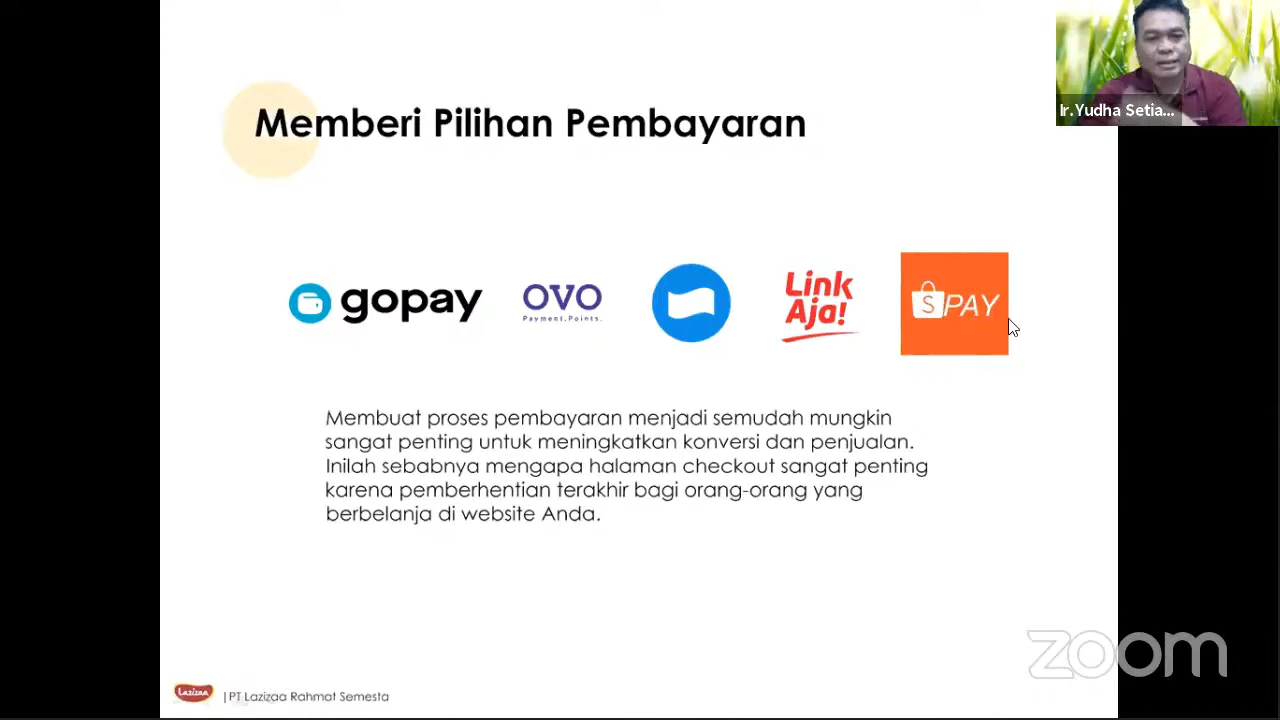 Ir.Yudha Setia...
Memberi Pilihan Pembayaran
gopay
OVO
Payment.Points.
Link
Aja!
S PAY
Membuat proses pembayaran menjadi semudah mungkin
sangat penting untuk meningkatkan konversi dan penjualan.
Inilah sebabnya mengapa halaman checkout sangat penting
karena pemberhentian terakhir bagi orang-orang yang
berbelanja di website Anda.
zoom
Lazizaa
|PT Lazizaa Rahmat Semesta